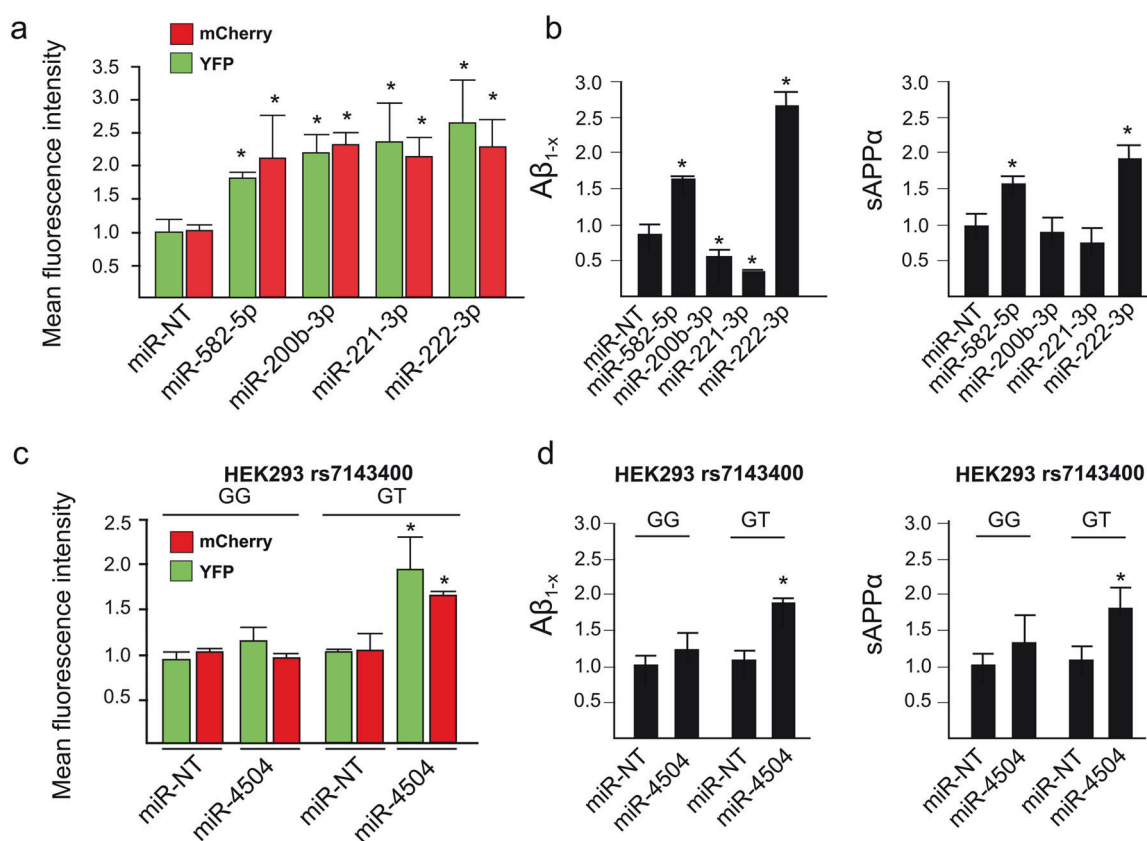 a
mCherry
YFP
Mean fluorescence intensity
3.5
3.0
2.5
2.0
1.5
1.0
0.5
* * * * * * * *
miR-NT
miR-582-5p
miR-200b-3p
miR-221-3p
miR-222-3p
b
Aβ1-x
3.0
2.5
2.0
1.5
1.0
0.5
* * * *
miR-NT
miR-582-5p
miR-200b-3p
miR-221-3p
miR-222-3p
sAPPα
3.0
2.5
2.0
1.5
1.0
0.5
* *
miR-NT
miR-582-5p
miR-200b-3p
miR-221-3p
miR-222-3p
c
HEK293 rs7143400
GG GT
mCherry
YFP
Mean fluorescence intensity
2.5
2.0
1.5
1.0
0.5
* *
miR-NT
miR-4504
miR-NT
miR-4504
d
HEK293 rs7143400
GG GT
Aβ1-x
3.0
2.5
2.0
1.5
1.0
0.5
*
miR-NT
miR-4504
miR-NT
miR-4504
HEK293 rs7143400
GG GT
sAPPα
3.0
2.5
2.0
1.5
1.0
0.5
*
miR-NT
miR-4504
miR-NT
miR-4504